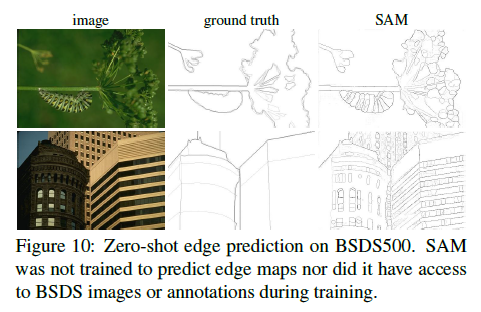 image ground truth SAM
Figure 10: Zero-shot edge prediction on BSDS500. SAM
was not trained to predict edge maps nor did it have access
to BSDS images or annotations during training.